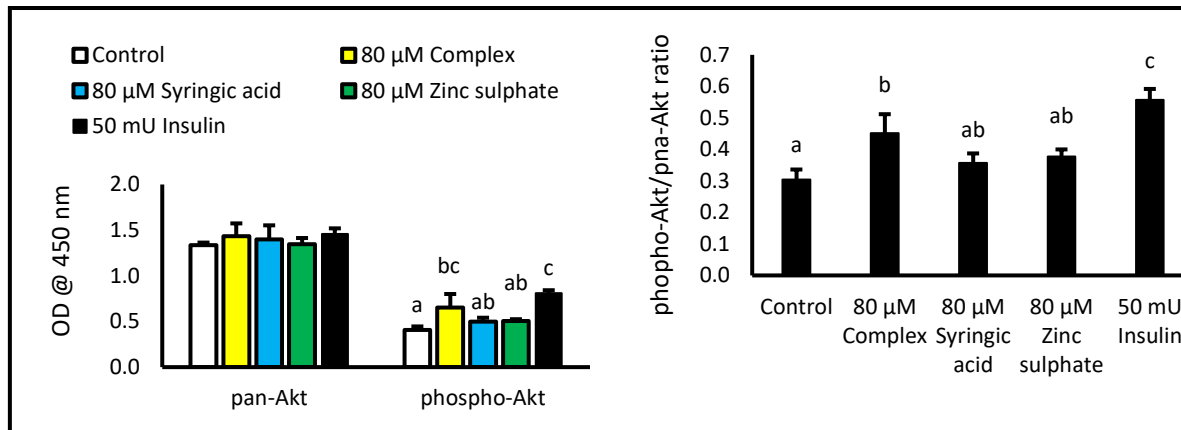 Control
80 µM Complex
80 µM Syringic acid
80 µM Zinc sulphate
50 mU Insulin
OD @ 450 nm
2.0
1.5
1.0
0.5
0.0
a
bc
ab
ab
c
pan-Akt
phospho-Akt
phopho-Akt/pna-Akt ratio
0.7
0.6
0.5
0.4
0.3
0.2
0.1
0.0
a
b
ab
ab
c
Control
80 µM
Complex
80 µM
Syringic
acid
80 µM
Zinc
sulphate
50 mU
Insulin